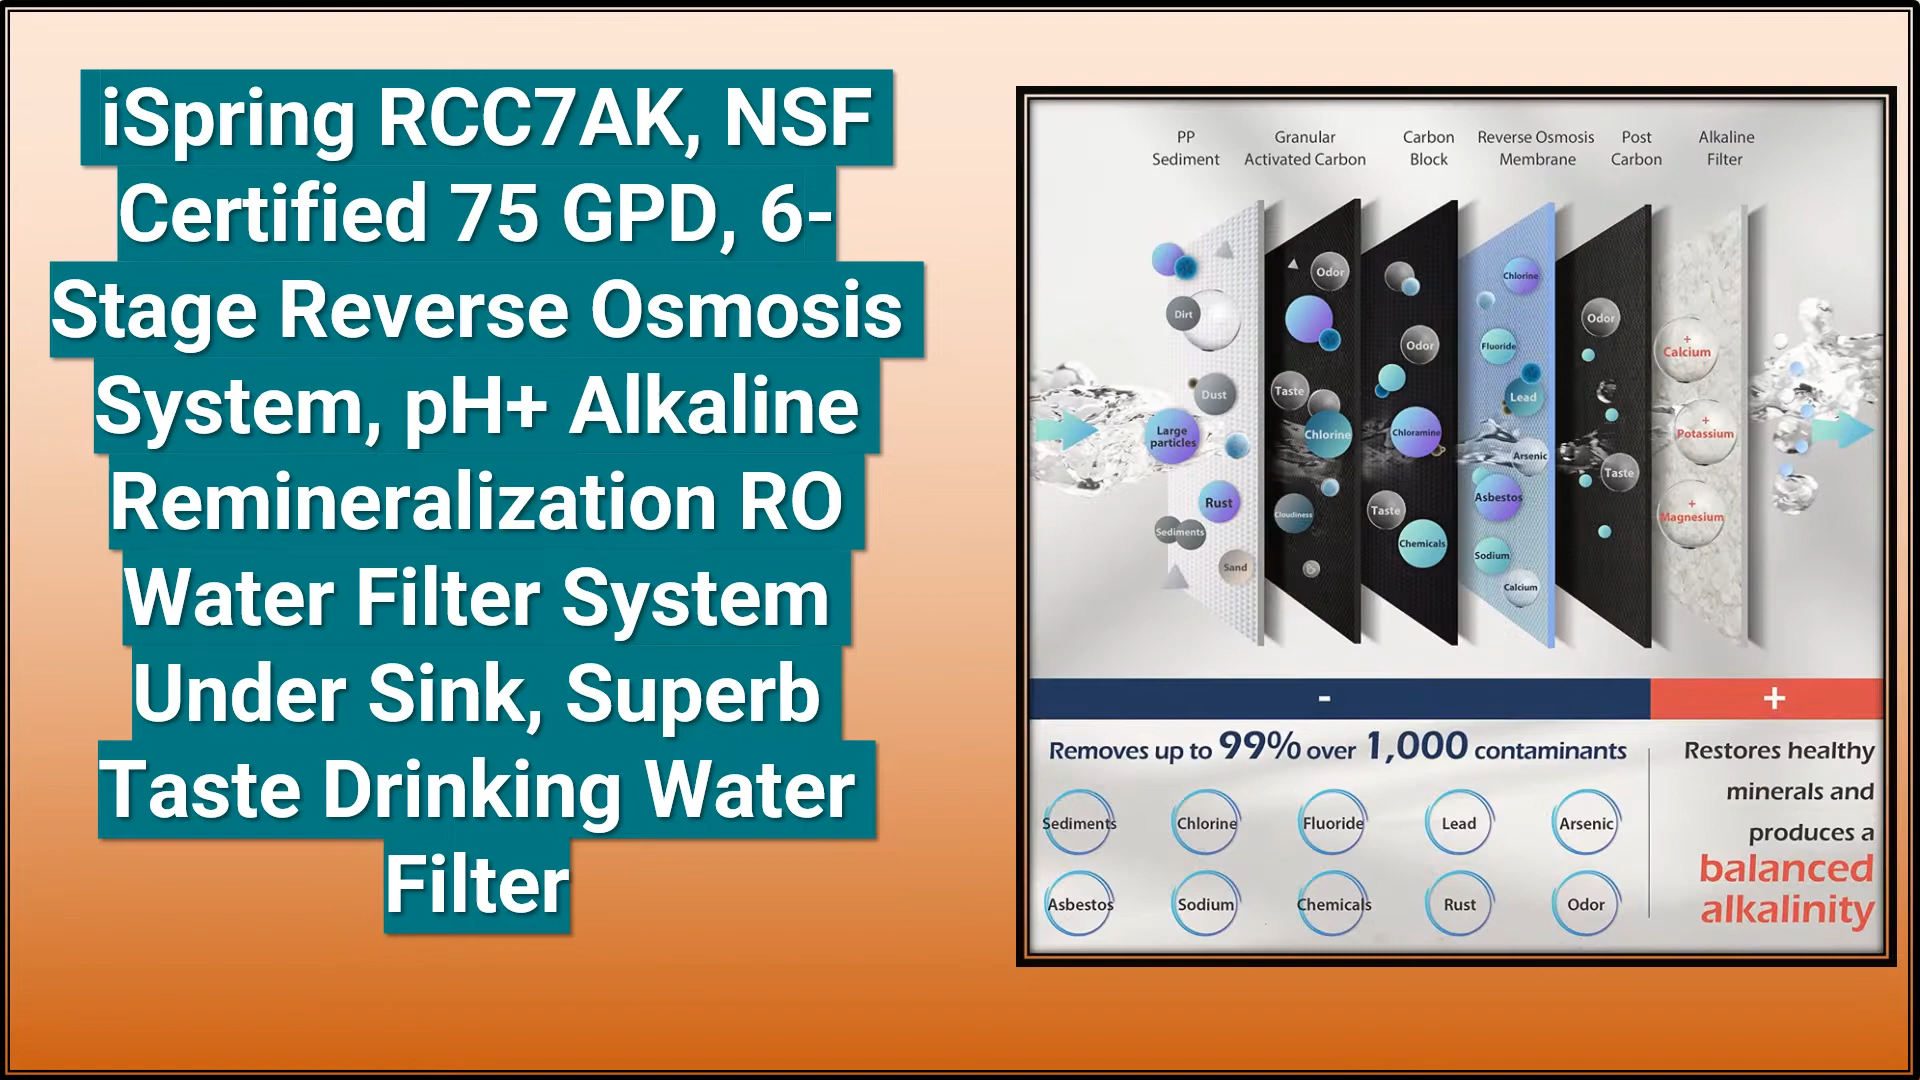 iSpring RCC7AK, NSF
Certified 75 GPD, 6-
Stage Reverse Osmosis
System, pH+ Alkaline
Remineralization RO
Water Filter System
Under Sink, Superb
Taste Drinking Water
Filter
PP
Sediment
Granular
Activated Carbon
Carbon
Block
Reverse Osmosis
Membrane
Post
Carbon
Alkaline
Filter
Dirt
Dust
Large
particles
Rust
Sediments
Sand
Odor
Taste
Chlorine
Cloudiness
Odor
Chloramine
Taste
Chemicals
Chlorine
Fluoride
Lead
Arsenic
Asbestos
Sodium
Calcium
Odor
Taste
+
Calcium
+
Potassium
+
Magnesium
-
+
Removes up to 99% over 1,000 contaminants
Sediments
Chlorine
Fluoride
Lead
Arsenic
Asbestos
Sodium
Chemicals
Rust
Odor
Restores healthy
minerals and
produces a
balanced
alkalinity